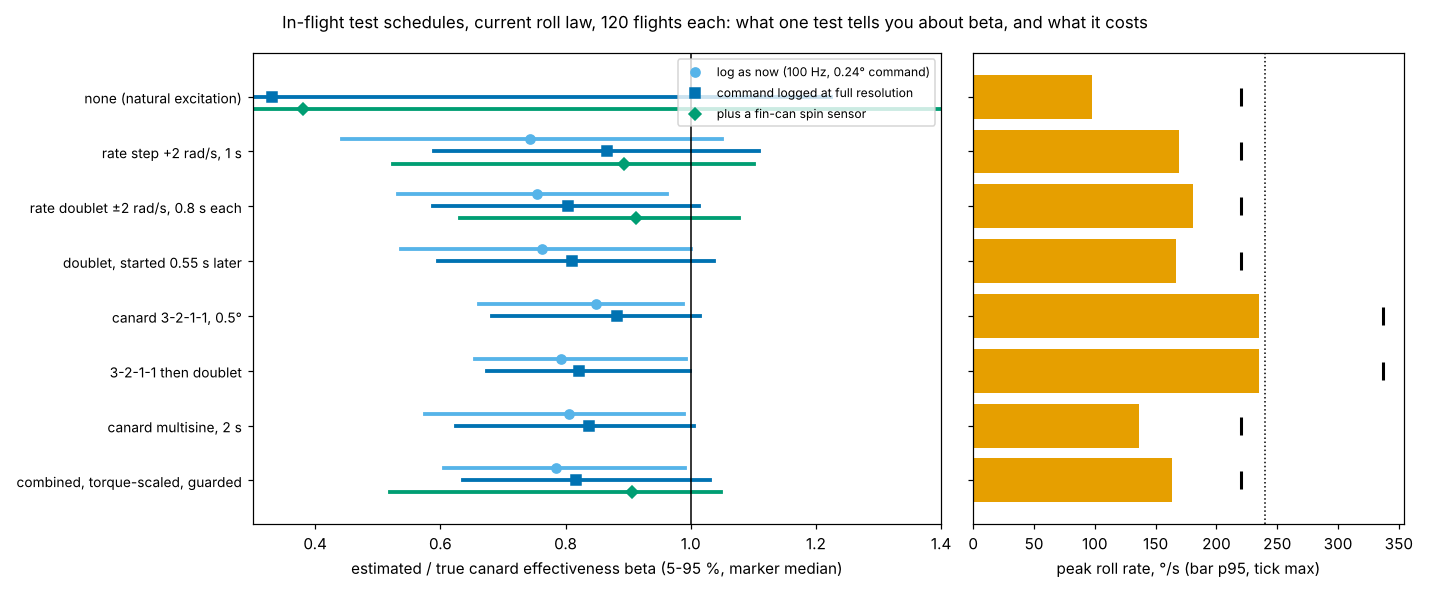 In-flight test schedules, current roll law, 120 flights each: what one test tells you about beta, and what it costs
log as now (100 Hz, 0.24° command)
command logged at full resolution
plus a fin-can spin sensor
none (natural excitation)
rate step +2 rad/s, 1 s
rate doublet ±2 rad/s, 0.8 s each
doublet, started 0.55 s later
canard 3-2-1-1, 0.5°
3-2-1-1 then doublet
canard multisine, 2 s
combined, torque-scaled, guarded
0.4 0.6 0.8 1.0 1.2 1.4
estimated / true canard effectiveness beta (5-95 %, marker median)
0 50 100 150 200 250 300 350
peak roll rate, °/s (bar p95, tick max)